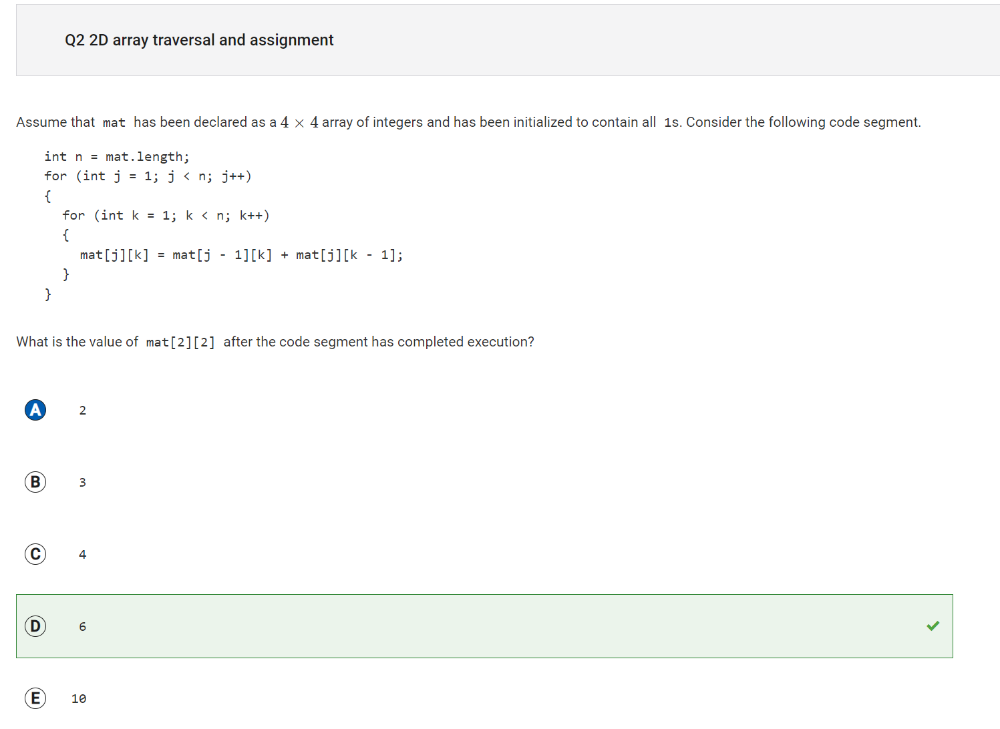 Q2 2D array traversal and assignment
Assume that mat has been declared as a 4 × 4 array of integers and has been initialized to contain all 1s. Consider the following code segment.
int n = mat.length;
for (int j = 1; j < n; j++)
{
for (int k = 1; k < n; k++)
{
mat[j][k] = mat[j - 1][k] + mat[j][k - 1];
}
}
What is the value of mat[2][2] after the code segment has completed execution?
A 2
B 3
C 4
D 6
E 10